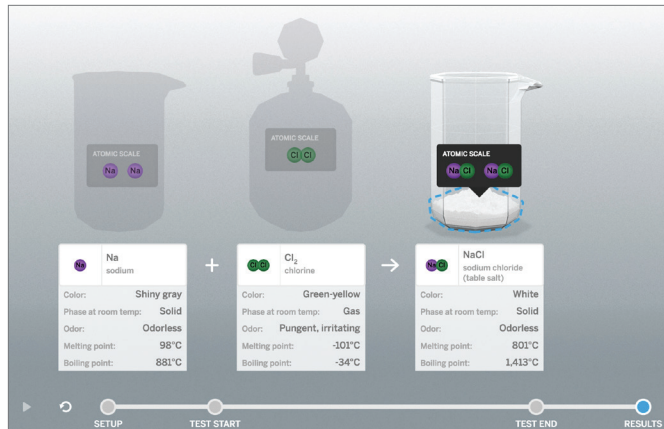 ATOMIC SCALE
Na Na
ATOMIC SCALE
Cl Cl
ATOMIC SCALE
Na Cl Na Cl
Na
Na
sodium
Color: Shiny gray
Phase at room temp: Solid
Odor: Odorless
Melting point: 98°C
Boiling point: 881°C
+
Cl Cl
Cl₂
chlorine
Color: Green-yellow
Phase at room temp: Gas
Odor: Pungent, irritating
Melting point: -101°C
Boiling point: -34°C
→
Na Cl
NaCl
sodium chloride
(table salt)
Color: White
Phase at room temp: Solid
Odor: Odorless
Melting point: 801°C
Boiling point: 1,413°C
SETUP
TEST START
TEST END
RESULTS